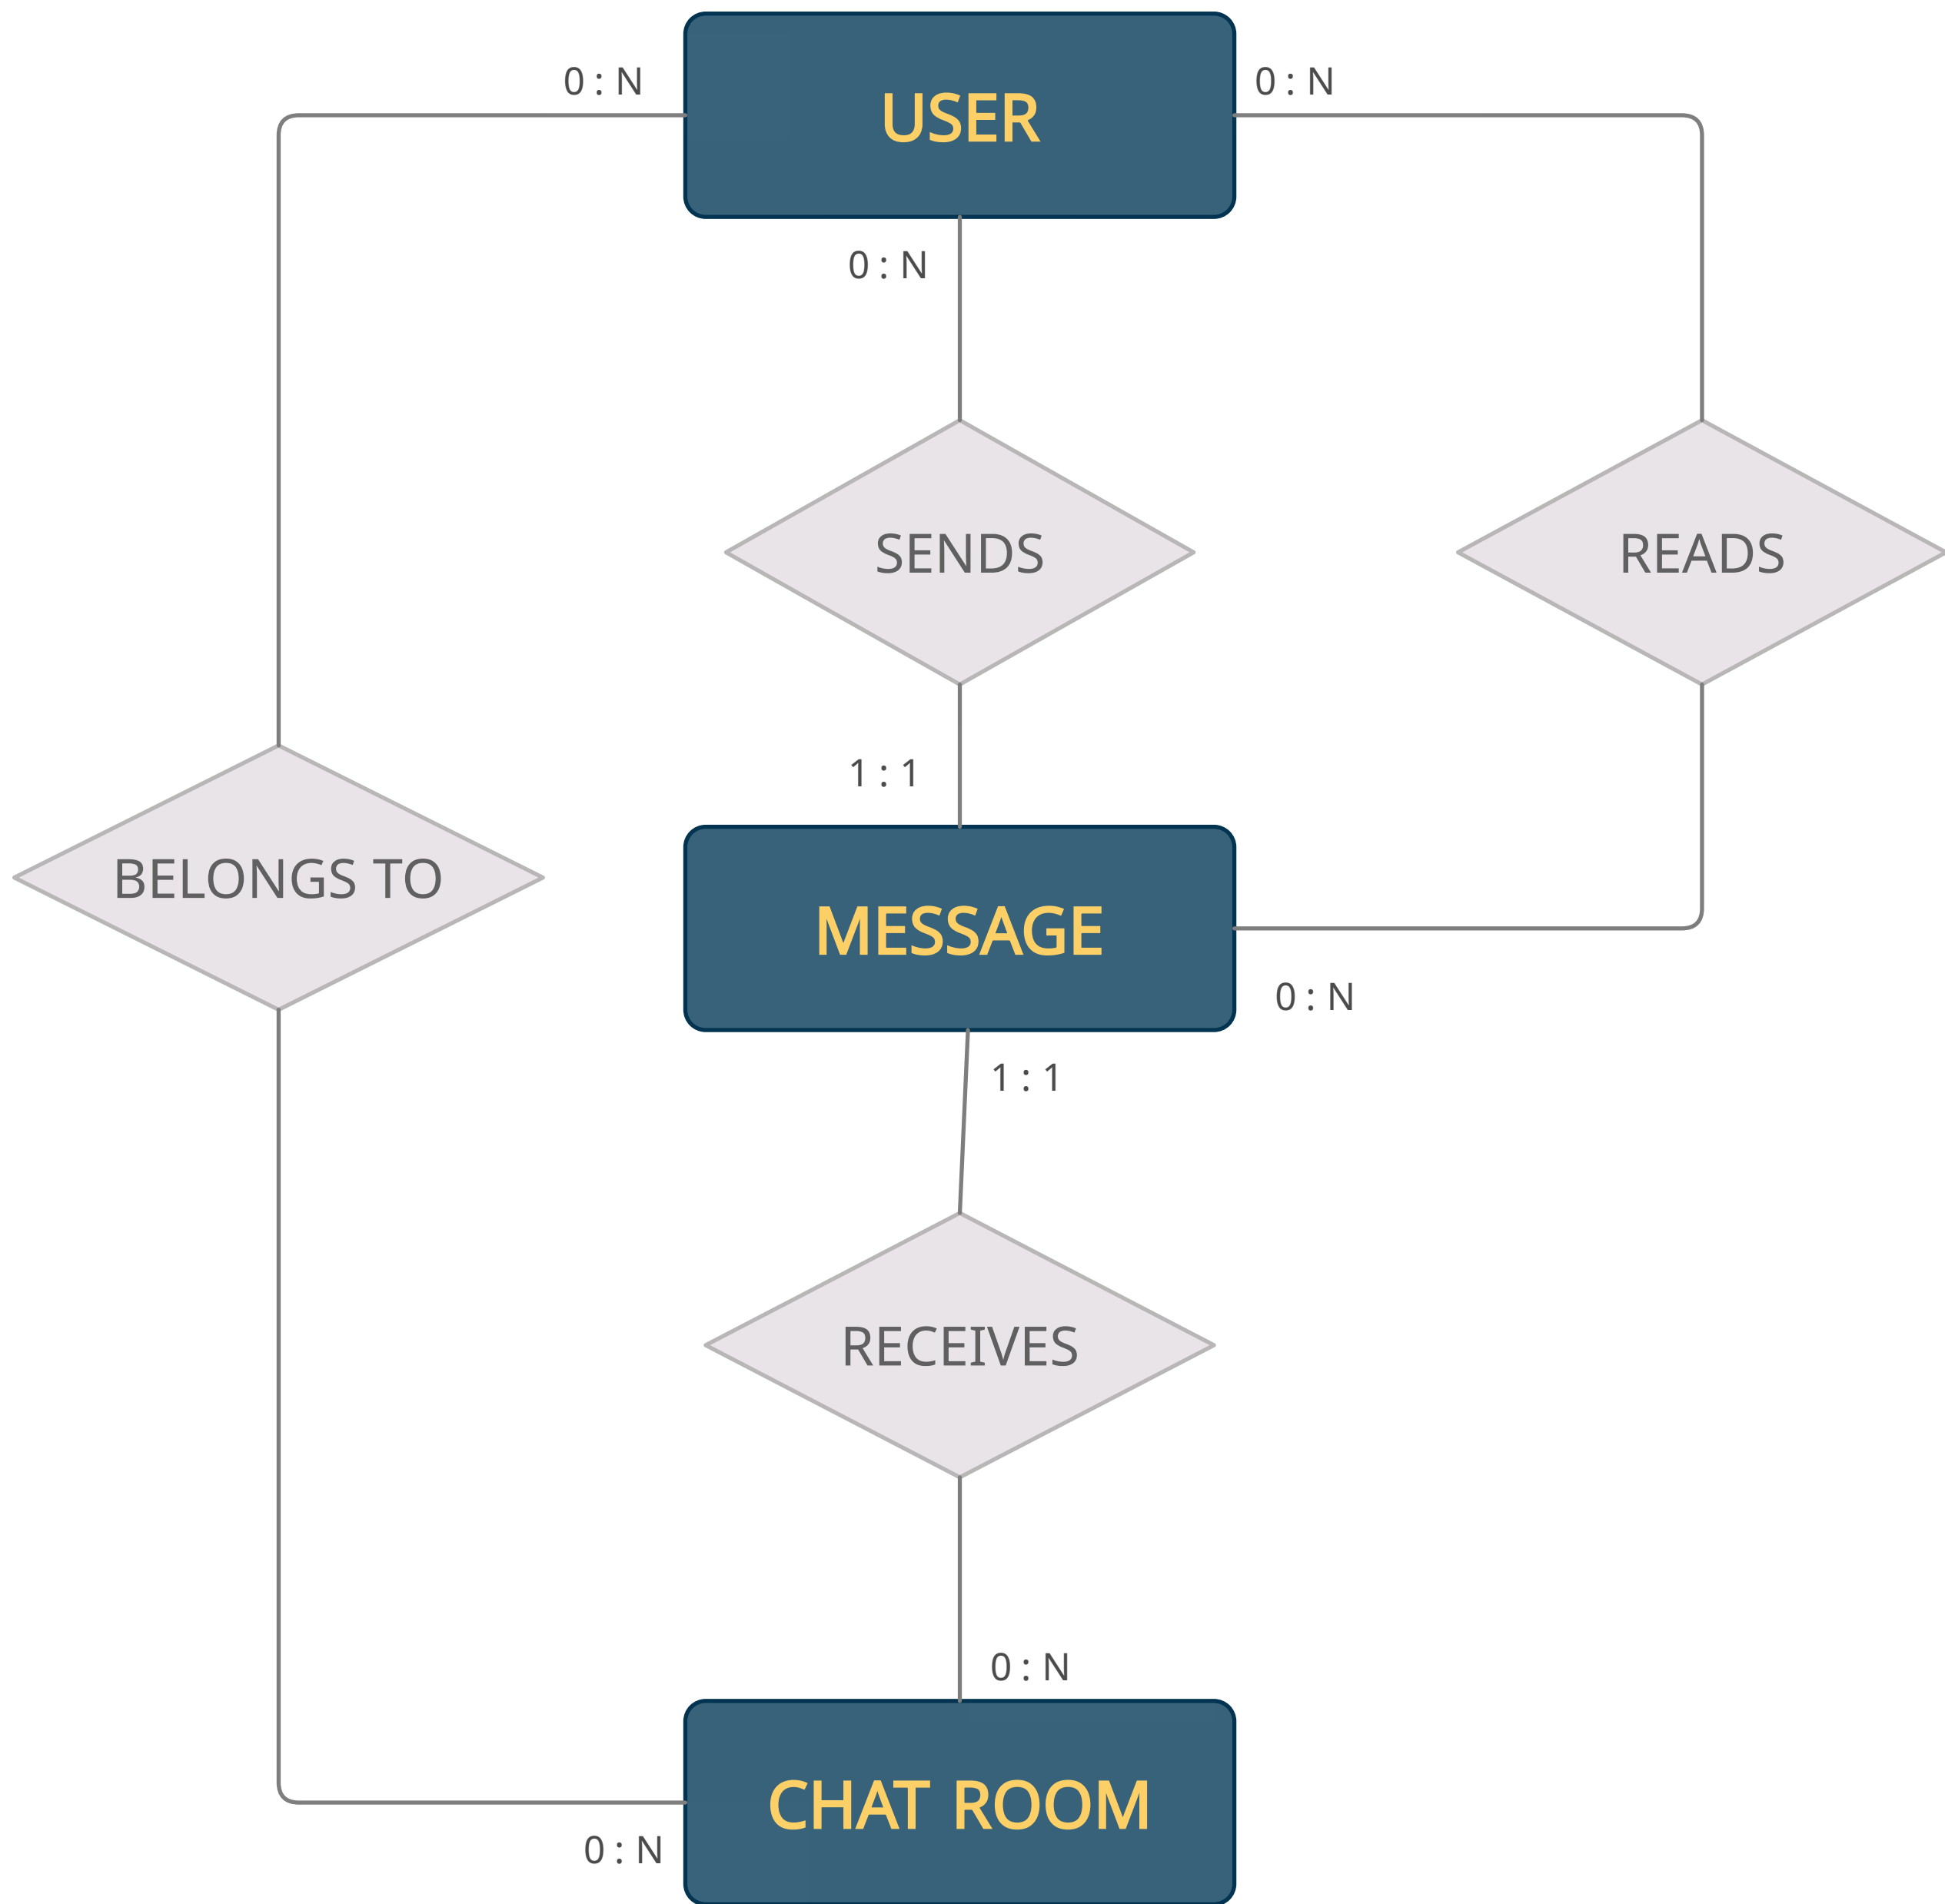 0 : N
USER
0 : N
0 : N
SENDS
READS
1 : 1
BELONGS TO
MESSAGE
0 : N
1 : 1
RECEIVES
0 : N
CHAT ROOM
0 : N